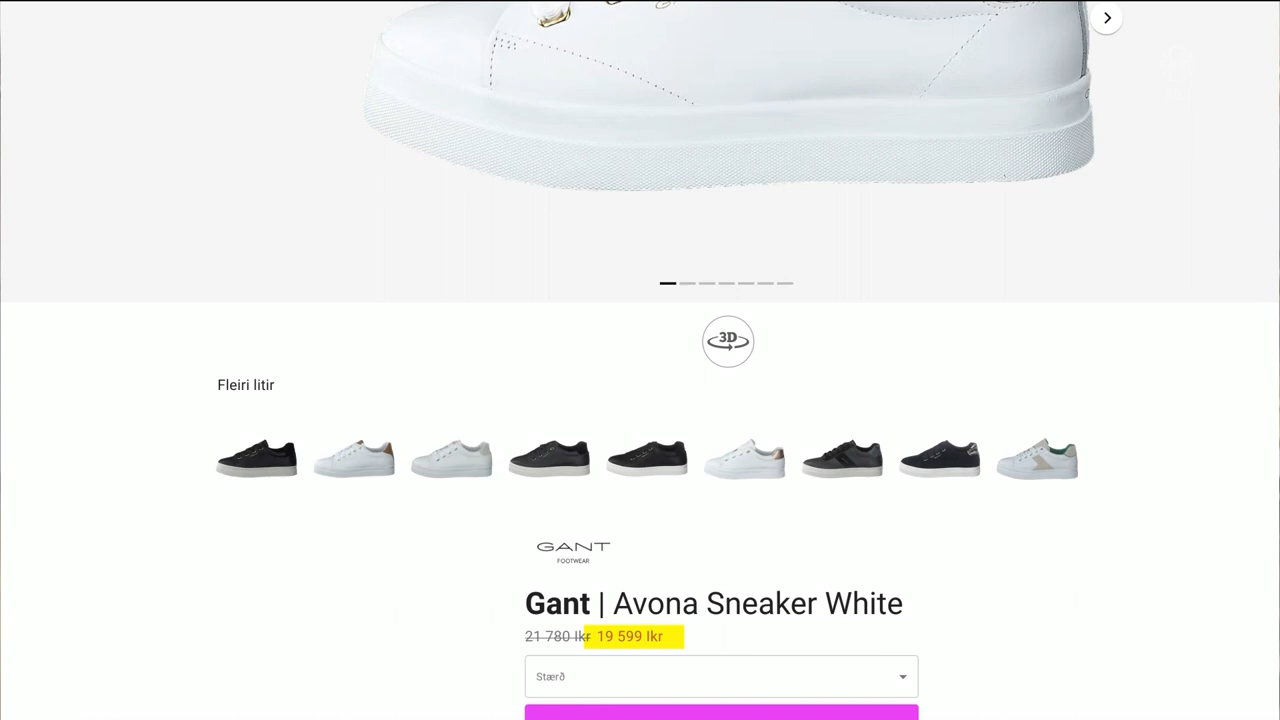 3D
Fleiri litir
GANT
FOOTWEAR
Gant | Avona Sneaker White
21 780 Ikr 19 599 Ikr
Stærð